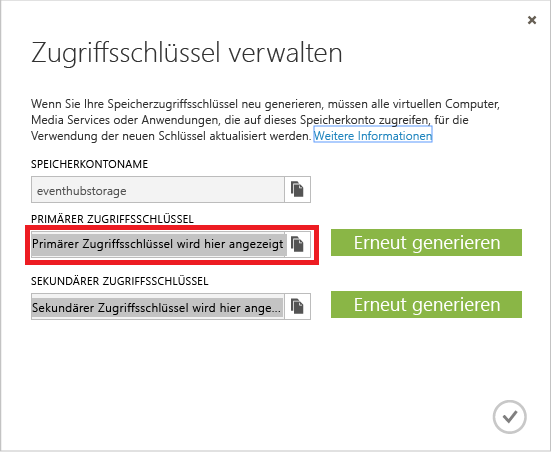 Zugriffsschlüssel verwalten
Wenn Sie Ihre Speicherzugriffsschlüssel neu generieren, müssen alle virtuellen Computer,
Media Services oder Anwendungen, die auf dieses Speicherkonto zugreifen, für die
Verwendung der neuen Schlüssel aktualisiert werden. Weitere Informationen
SPEICHERKONTONAME
eventhubstorage
PRIMÄRER ZUGRIFFSSCHLÜSSEL
Primärer Zugriffsschlüssel wird hier angezeigt
Erneut generieren
SEKUNDÄRER ZUGRIFFSSCHLÜSSEL
Sekundärer Zugriffsschlüssel wird hier ange...
Erneut generieren